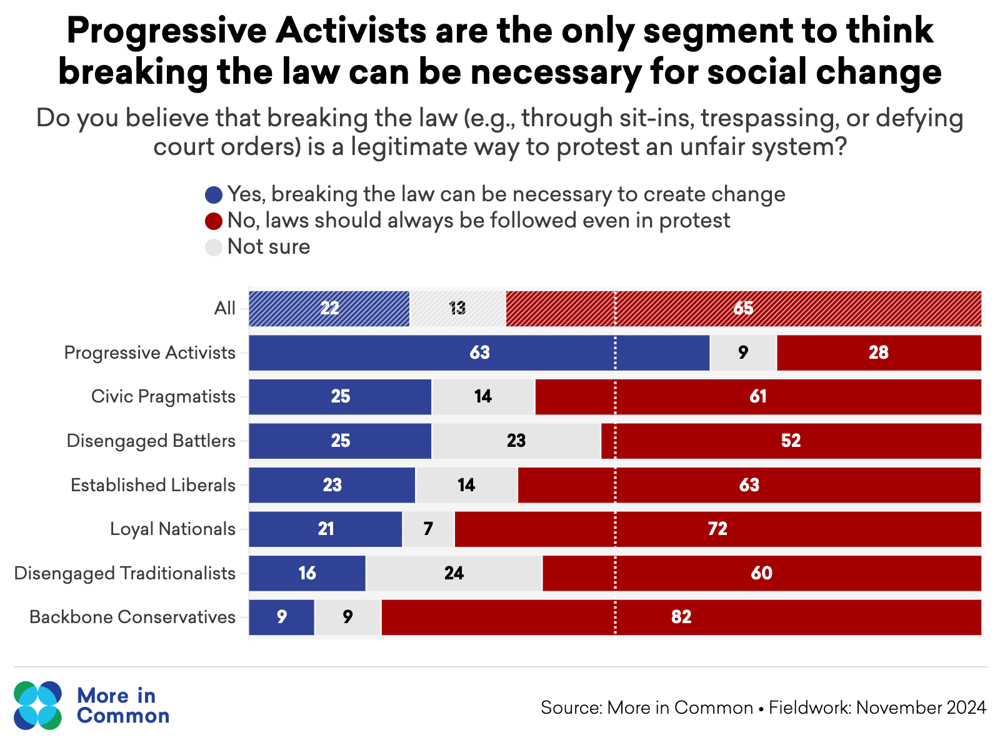 Progressive Activists are the only segment to think
breaking the law can be necessary for social change
Do you believe that breaking the law (e.g., through sit-ins, trespassing, or defying
court orders) is a legitimate way to protest an unfair system?
Yes, breaking the law can be necessary to create change
No, laws should always be followed even in protest
Not sure
All 22 13 65
Progressive Activists 63 9 28
Civic Pragmatists 25 14 61
Disengaged Battlers 25 23 52
Established Liberals 23 14 63
Loyal Nationals 21 7 72
Disengaged Traditionalists 16 24 60
Backbone Conservatives 9 9 82
More in
Common
Source: More in Common • Fieldwork: November 2024